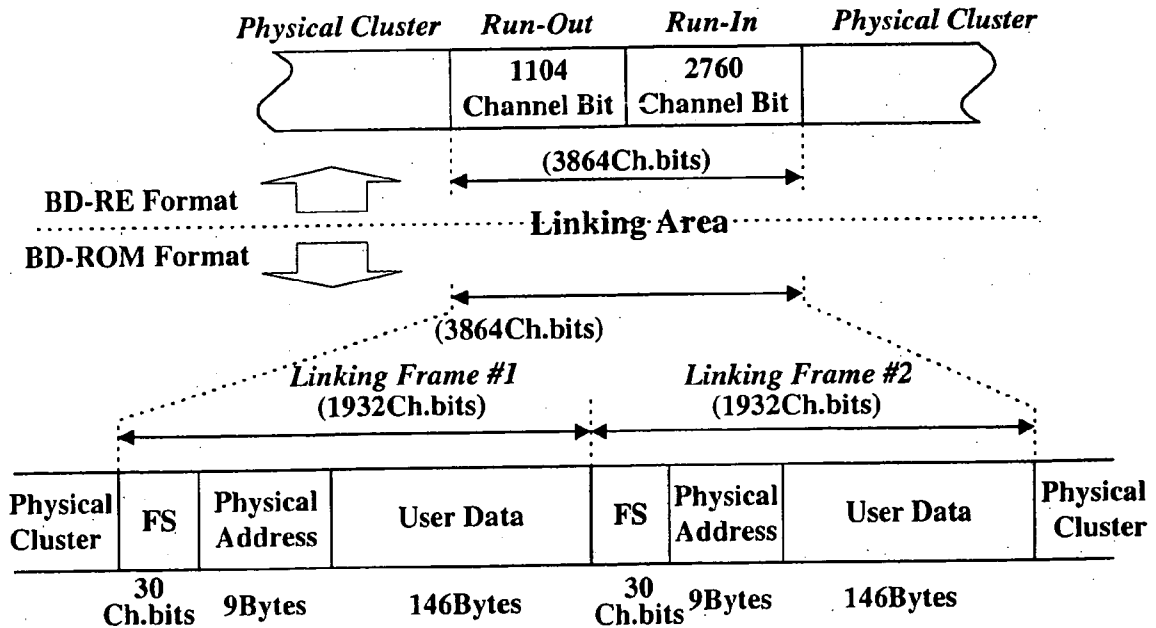 Physical Cluster Run-Out Run-In Physical Cluster
1104 Channel Bit
2760 Channel Bit
(3864Ch.bits)
BD-RE Format
Linking Area
BD-ROM Format
(3864Ch.bits)
Linking Frame #1
(1932Ch.bits)
Linking Frame #2
(1932Ch.bits)
Physical Cluster
FS
Physical Address
User Data
FS
Physical Address
User Data
Physical Cluster
30 Ch.bits
9Bytes
146Bytes
30 Ch.bits
9Bytes
146Bytes